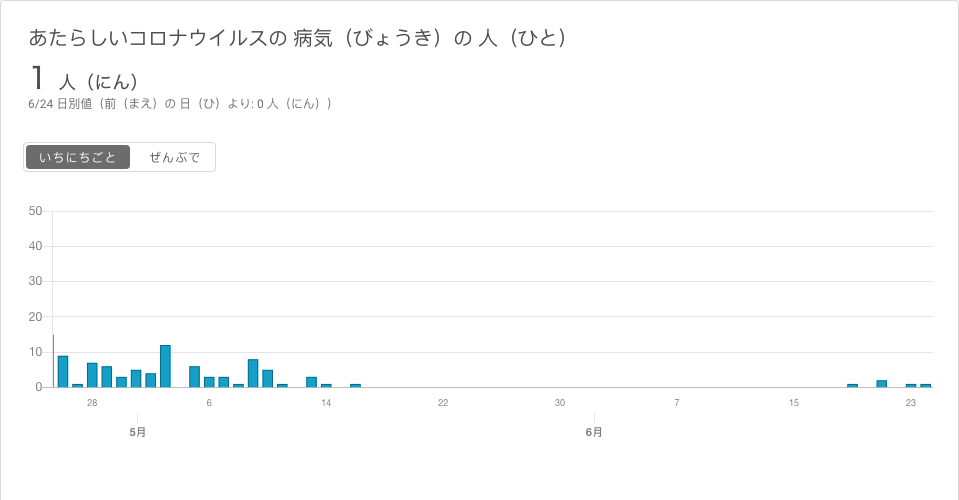 あたらしいコロナウイルスの 病気（びょうき）の 人（ひと）
1 人（にん）
6/24 日別値（前（まえ）の 日（ひ）より: 0 人（にん））
いちにちごと ぜんぶで
50
40
30
20
10
0
28 6 14 22 30 7 15 23
5月 6月